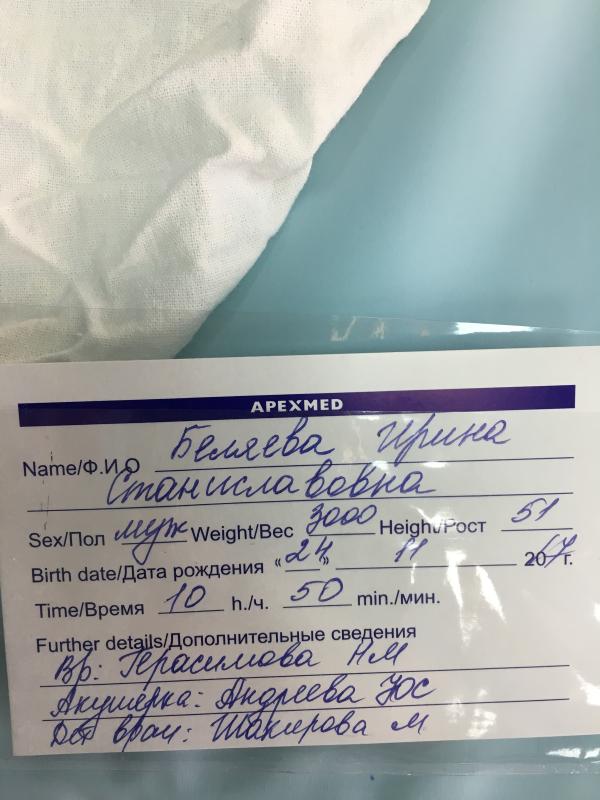 APEXMED
Name/Ф.И.О Беляева Ирина
Станиславовна
Sex/Пол муж Weight/Вес 3000 Height/Рост 51
Birth date/Дата рождения «24» 11 2017г.
Time/Время 10 h./ч. 50 min./мин.
Further details/Дополнительные сведения
Вр: Герасимова НМ
Акушерка: Андреева ЮС
Дет врач: Шакирова М